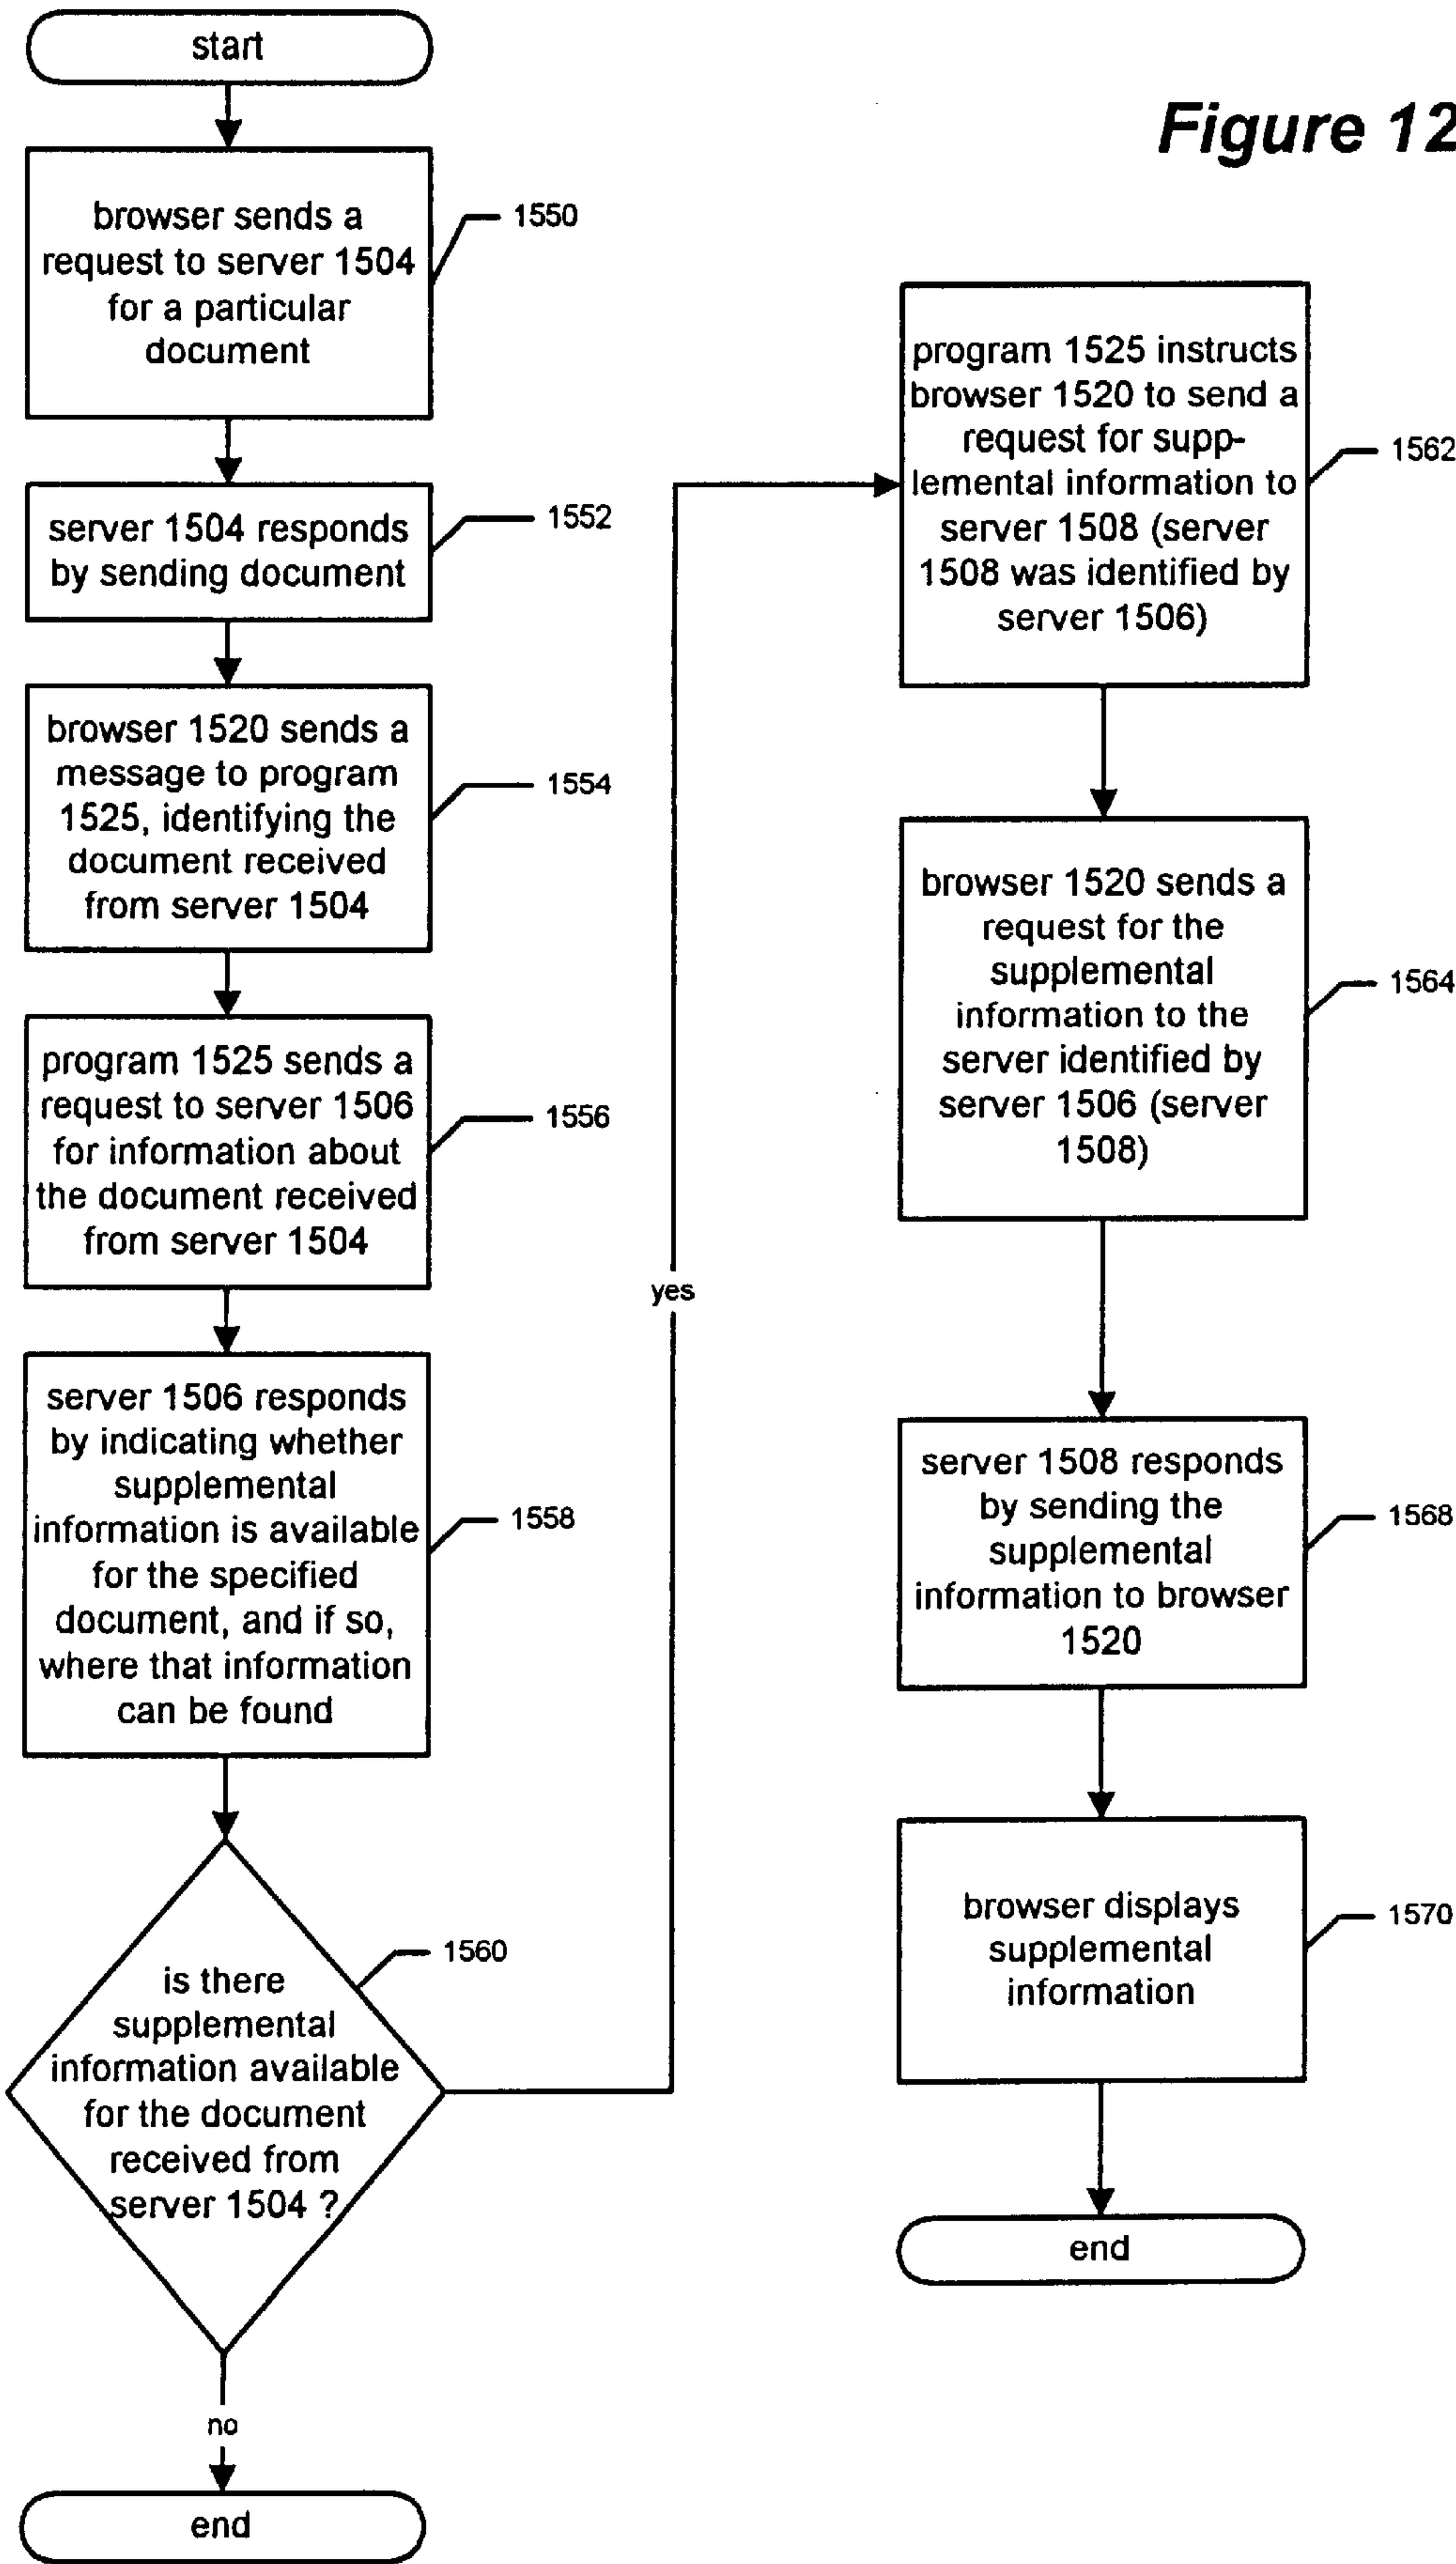 start
Figure 12
browser sends a
request to server 1504
for a particular
document
1550
server 1504 responds
by sending document
1552
browser 1520 sends a
message to program
1525, identifying the
document received
from server 1504
1554
program 1525 sends a
request to server 1506
for information about
the document received
from server 1504
1556
server 1506 responds
by indicating whether
supplemental
information is available
for the specified
document, and if so,
where that information
can be found
1558
is there
supplemental
information available
for the document
received from
server 1504 ?
1560
no
end
yes
program 1525 instructs
browser 1520 to send a
request for supp-
lemental information to
server 1508 (server
1508 was identified by
server 1506)
1562
browser 1520 sends a
request for the
supplemental
information to the
server identified by
server 1506 (server
1508)
1564
server 1508 responds
by sending the
supplemental
information to browser
1520
1568
browser displays
supplemental
information
1570
end